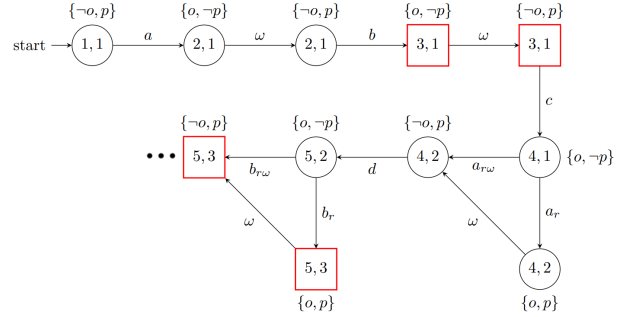 {¬o, p} {o, ¬p} {¬o, p} {o, ¬p} {¬o, p}
start 1, 1 a 2, 1 ω 2, 1 b 3, 1 ω 3, 1
c
{¬o, p} {o, ¬p} {¬o, p}
••• 5, 3 b_{rω} 5, 2 d 4, 2 a_{rω} 4, 1 {o, ¬p}
ω b_r ω a_r
5, 3 4, 2
{o, p} {o, p}